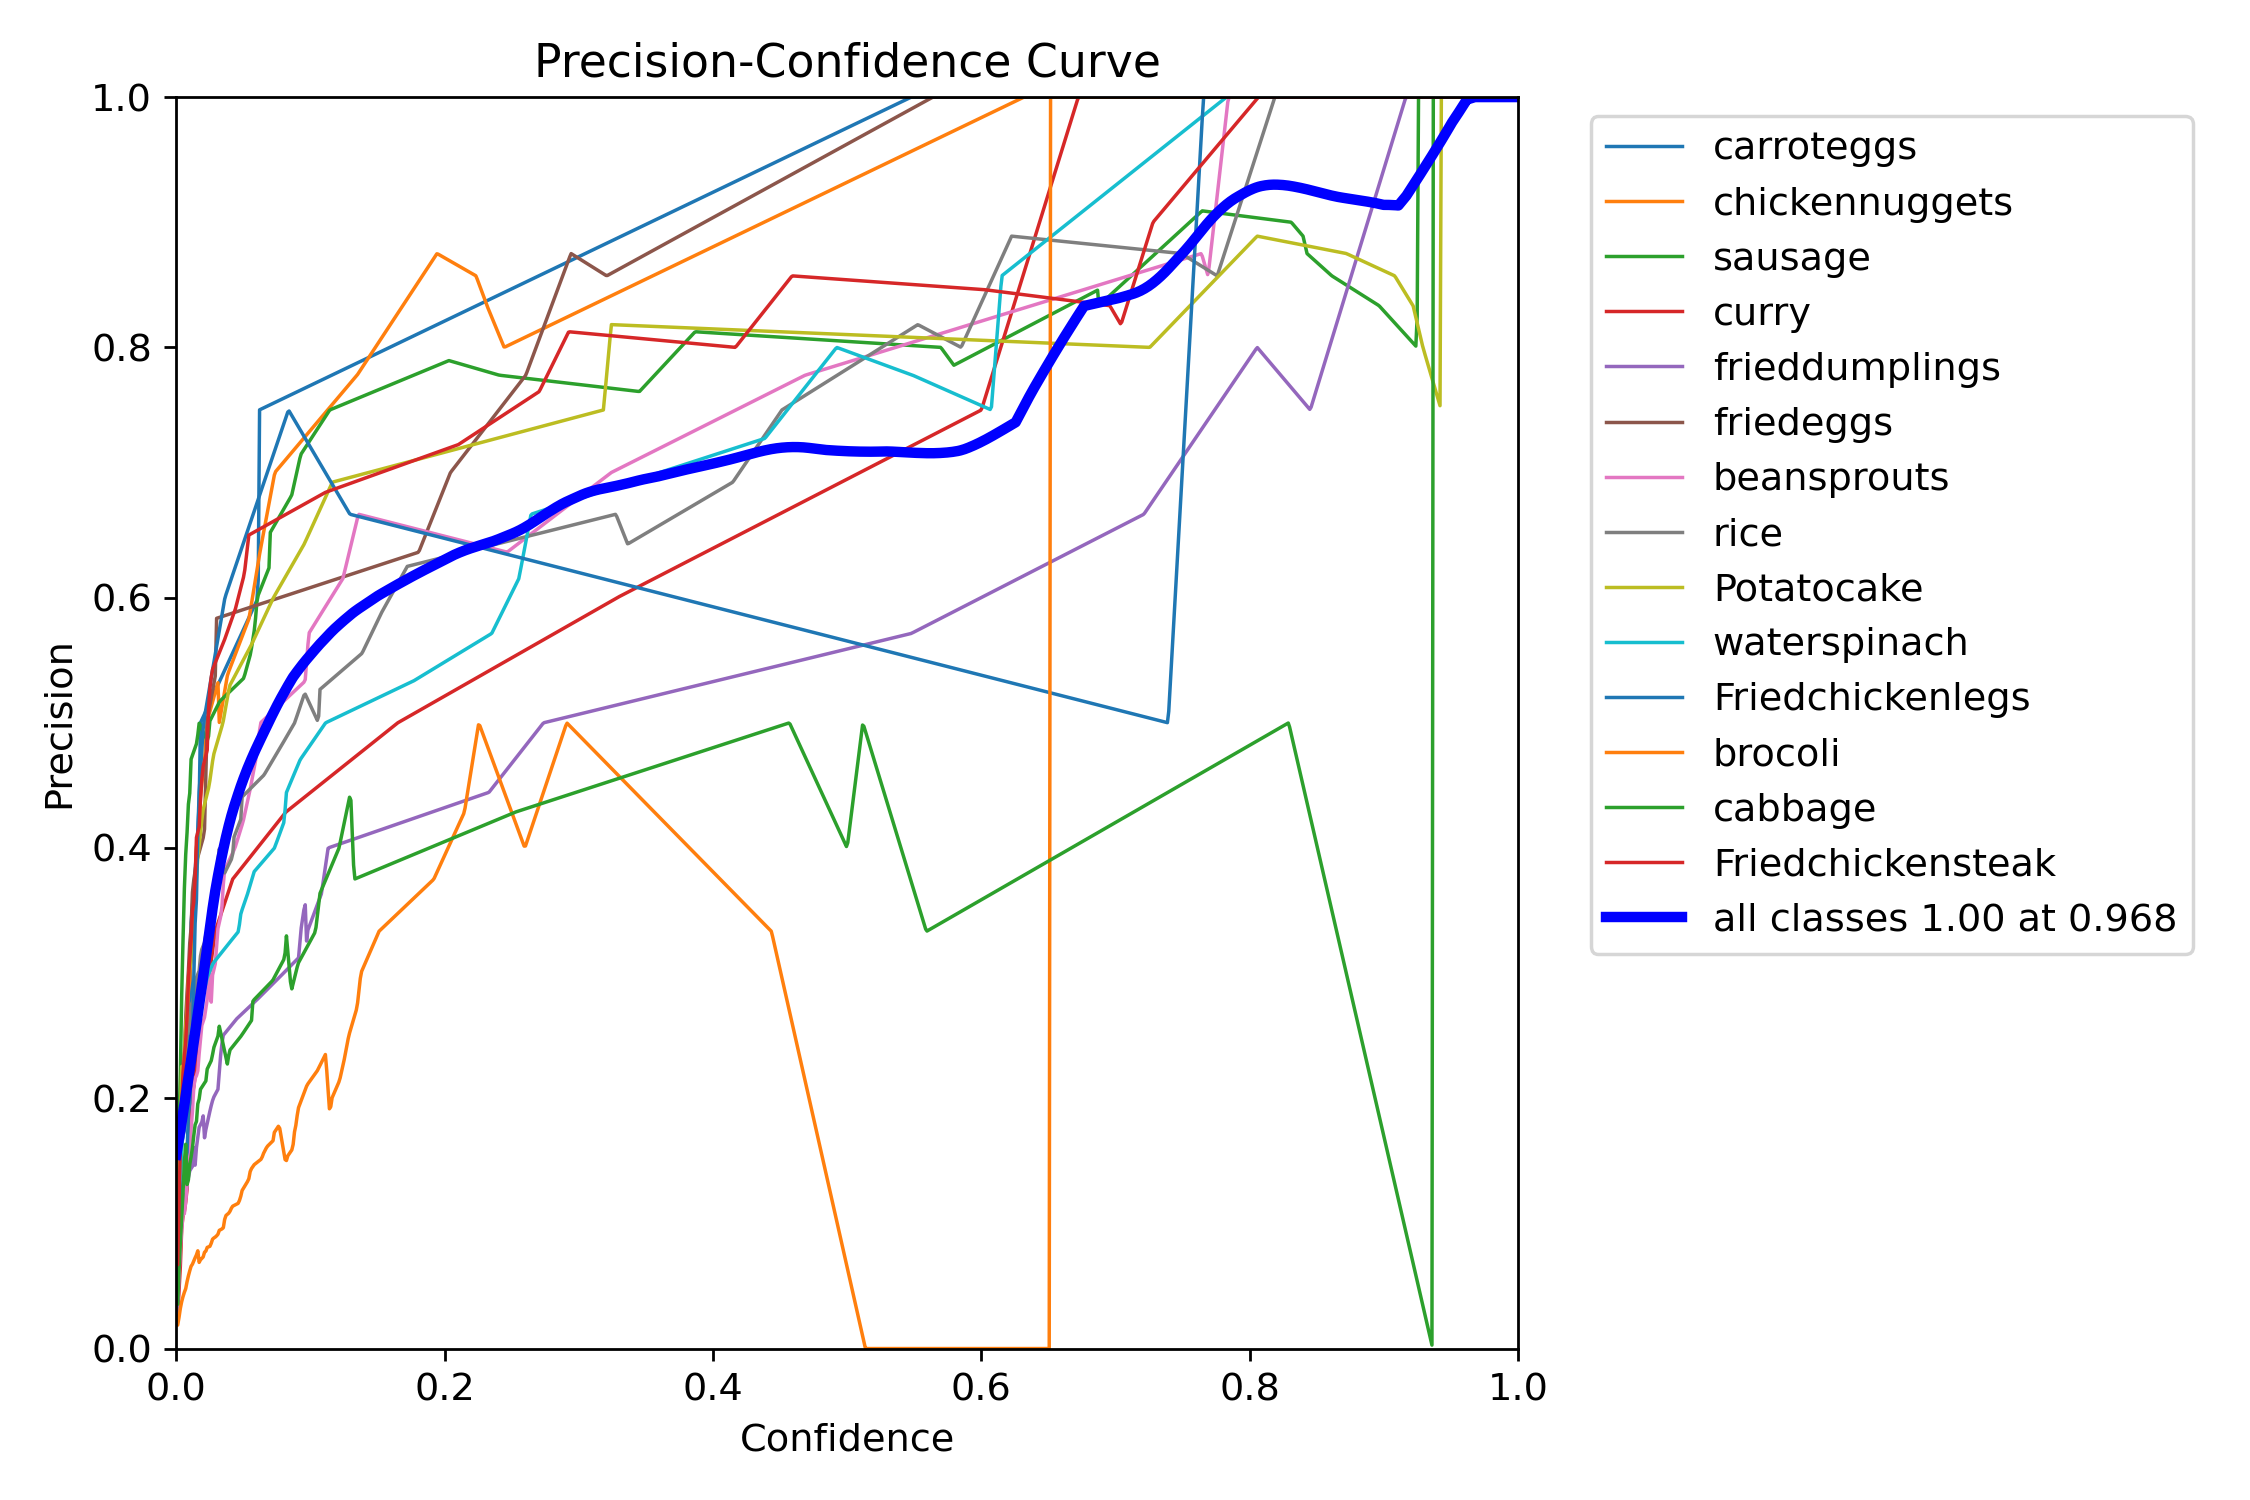 Precision-Confidence Curve
1.0
0.8
0.6
0.4
0.2
0.0
Precision
0.0 0.2 0.4 0.6 0.8 1.0
Confidence
carroteggs
chickennuggets
sausage
curry
frieddumplings
friedeggs
beansprouts
rice
Potatocake
waterspinach
Friedchickenlegs
brocoli
cabbage
Friedchickensteak
all classes 1.00 at 0.968